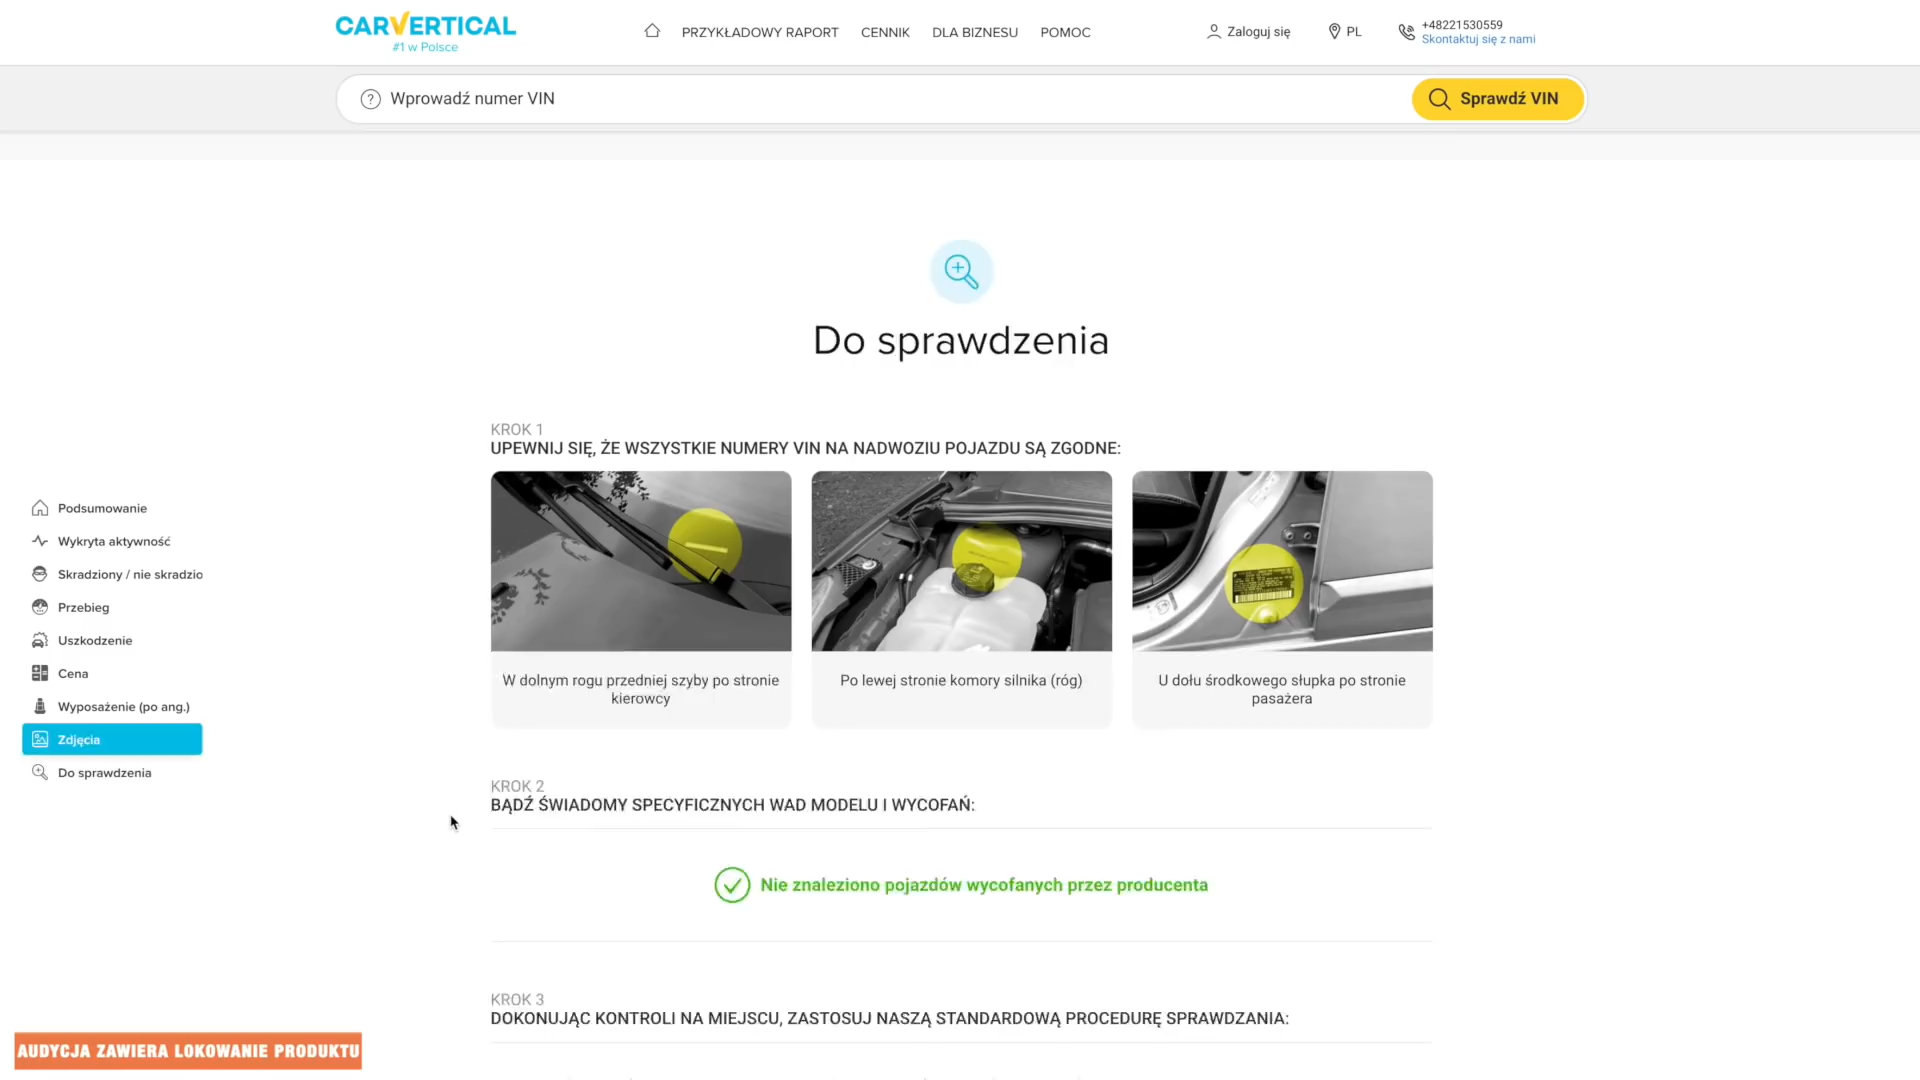 CARVERTICAL
#1 w Polsce
PRZYKŁADOWY RAPORT
CENNIK
DLA BIZNESU
POMOC
Zaloguj się
PL
+48221530559
Skontaktuj się z nami
Wprowadź numer VIN
Sprawdź VIN
Do sprawdzenia
KROK 1
UPEWNIJ SIĘ, ŻE WSZYSTKIE NUMERY VIN NA NADWOZIU POJAZDU SĄ ZGODNE:
W dolnym rogu przedniej szyby po stronie
kierowcy
Po lewej stronie komory silnika (róg)
U dołu środkowego słupka po stronie
pasażera
Podsumowanie
Wykryta aktywność
Skradziony / nie skradzio
Przebieg
Uszkodzenie
Cena
Wyposażenie (po ang.)
Zdjęcia
Do sprawdzenia
KROK 2
BĄDŹ ŚWIADOMY SPECYFICZNYCH WAD MODELU I WYCOFAŃ:
Nie znaleziono pojazdów wycofanych przez producenta
KROK 3
DOKONUJĄC KONTROLI NA MIEJSCU, ZASTOSUJ NASZĄ STANDARDOWĄ PROCEDURĘ SPRAWDZANIA:
AUDYCJA ZAWIERA LOKOWANIE PRODUKTU